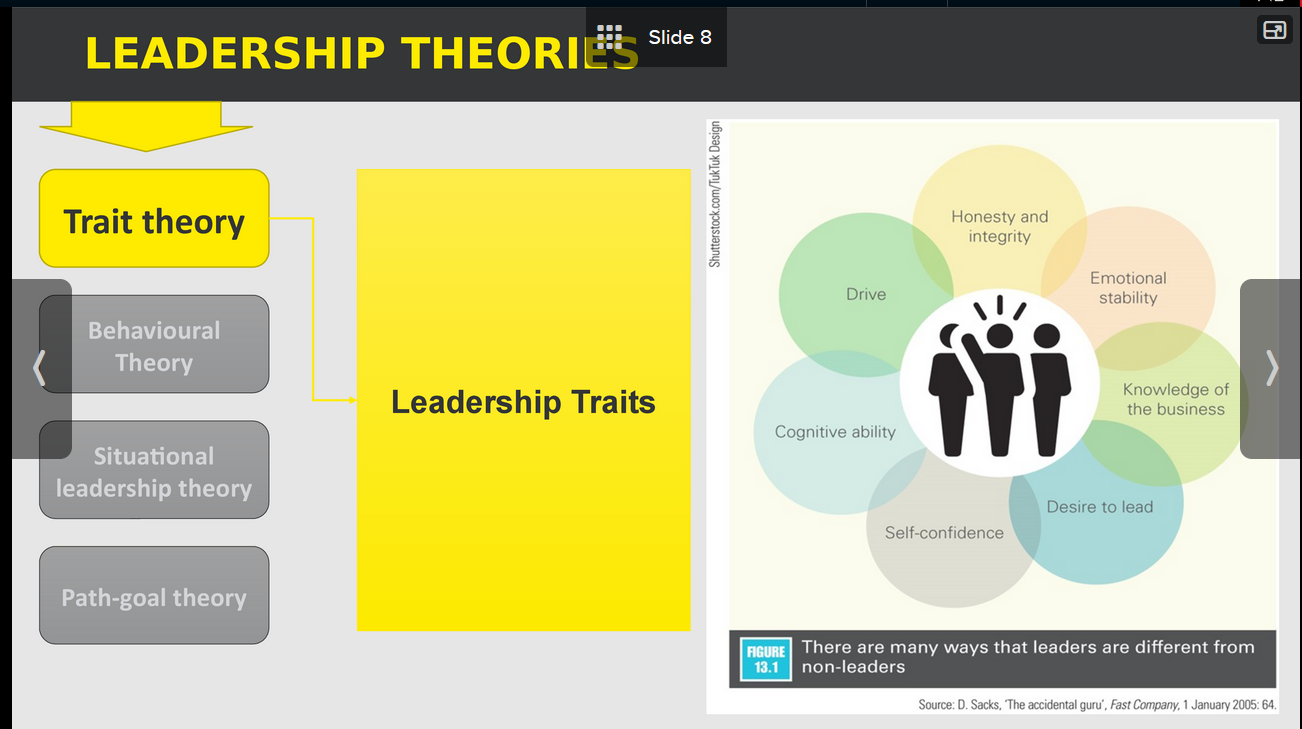 LEADERSHIP THEORIES
Slide 8
Trait theory
Behavioural
Theory
Situational
leadership theory
Path-goal theory
Leadership Traits
Shutterstock.com/TukTuk Design
Honesty and
integrity
Emotional
stability
Knowledge of
the business
Desire to lead
Self-confidence
Cognitive ability
Drive
FIGURE
13.1
There are many ways that leaders are different from
non-leaders
Source: D. Sacks, 'The accidental guru', Fast Company, 1 January 2005: 64.